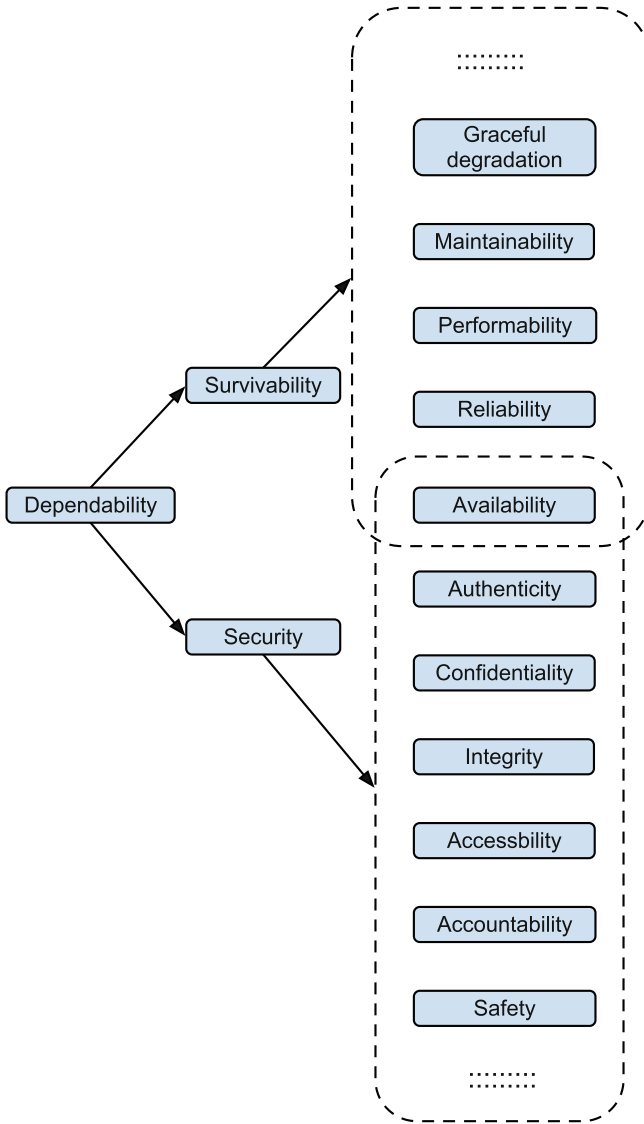 Graceful
degradation
Maintainability
Performability
Survivability
Reliability
Dependability
Availability
Authenticity
Security
Confidentiality
Integrity
Accessbility
Accountability
Safety